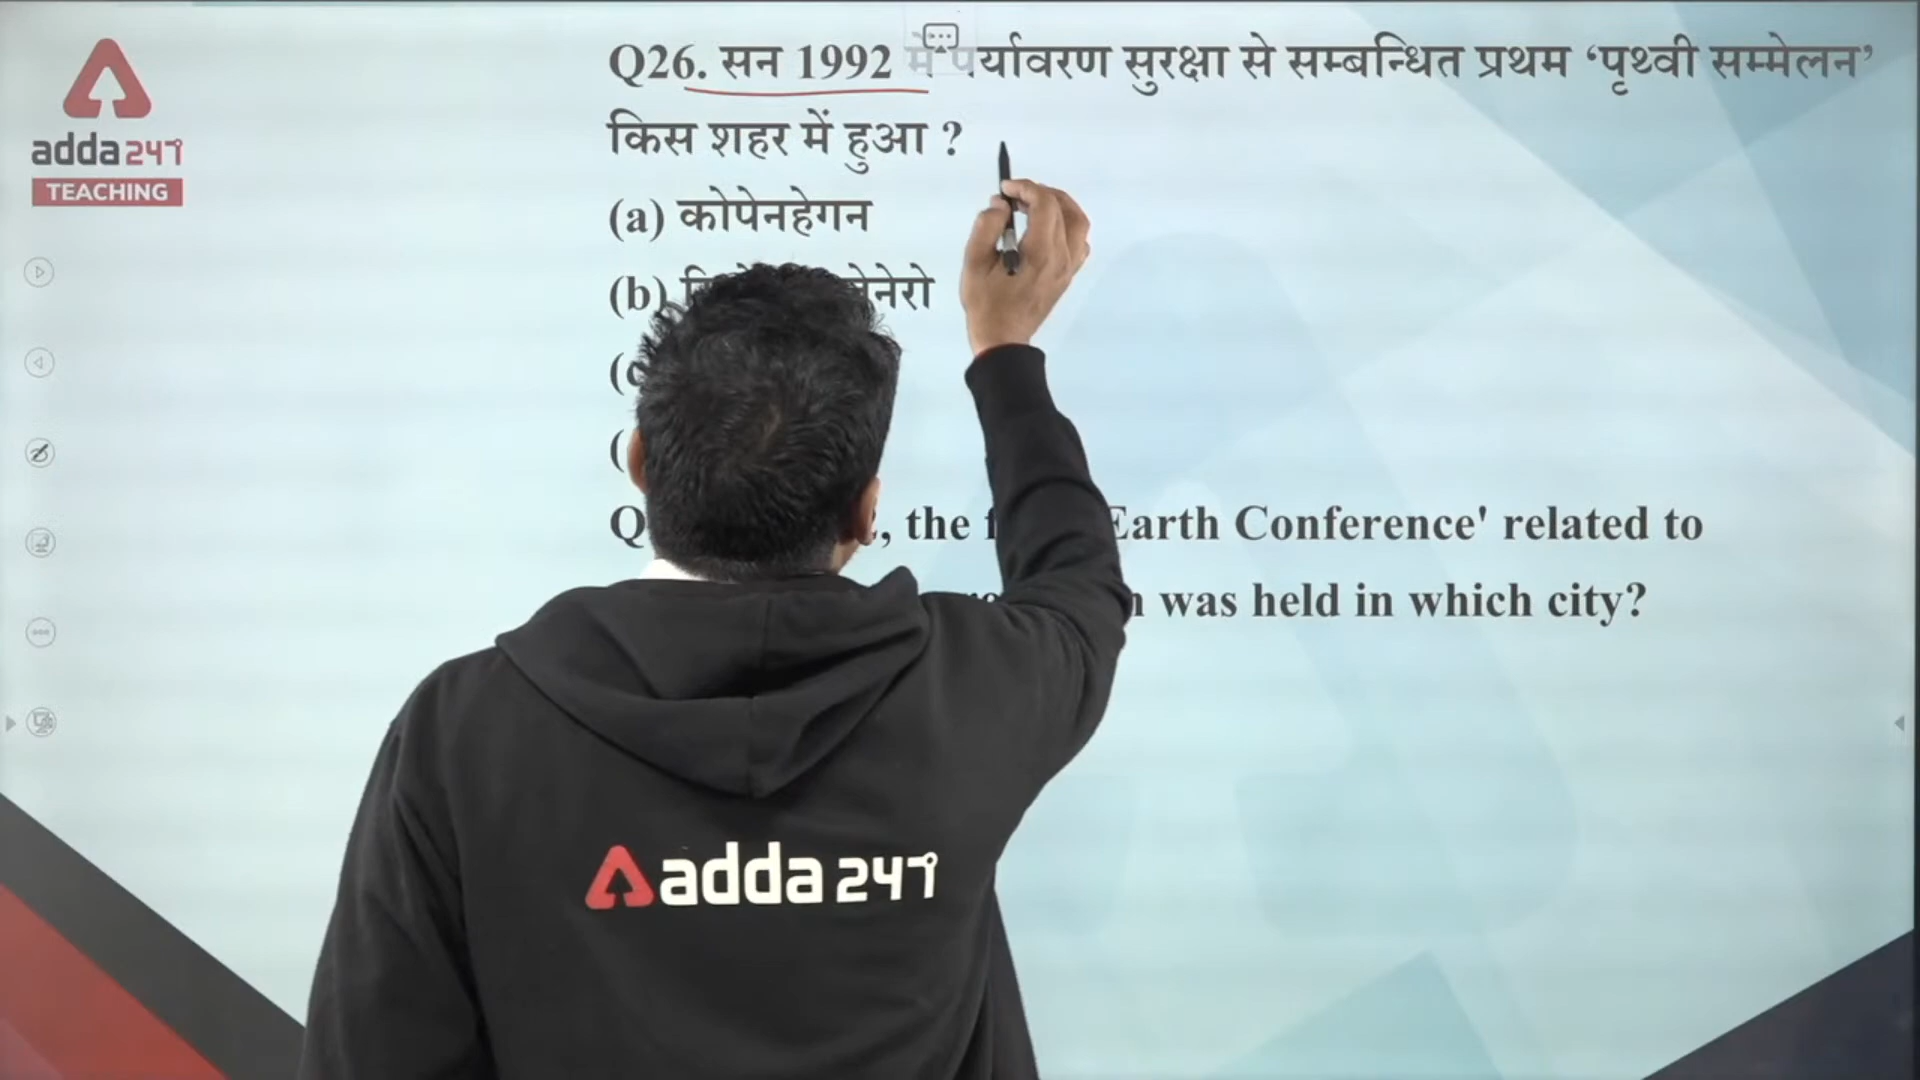 Q26. सन 1992 में पर्यावरण सुरक्षा से सम्बन्धित प्रथम ‘पृथ्वी सम्मेलन’
किस शहर में हुआ ?
(a) कोपेनहेगन
(b)
the Earth Conference' related to
was held in which city?
adda247
TEACHING
adda247